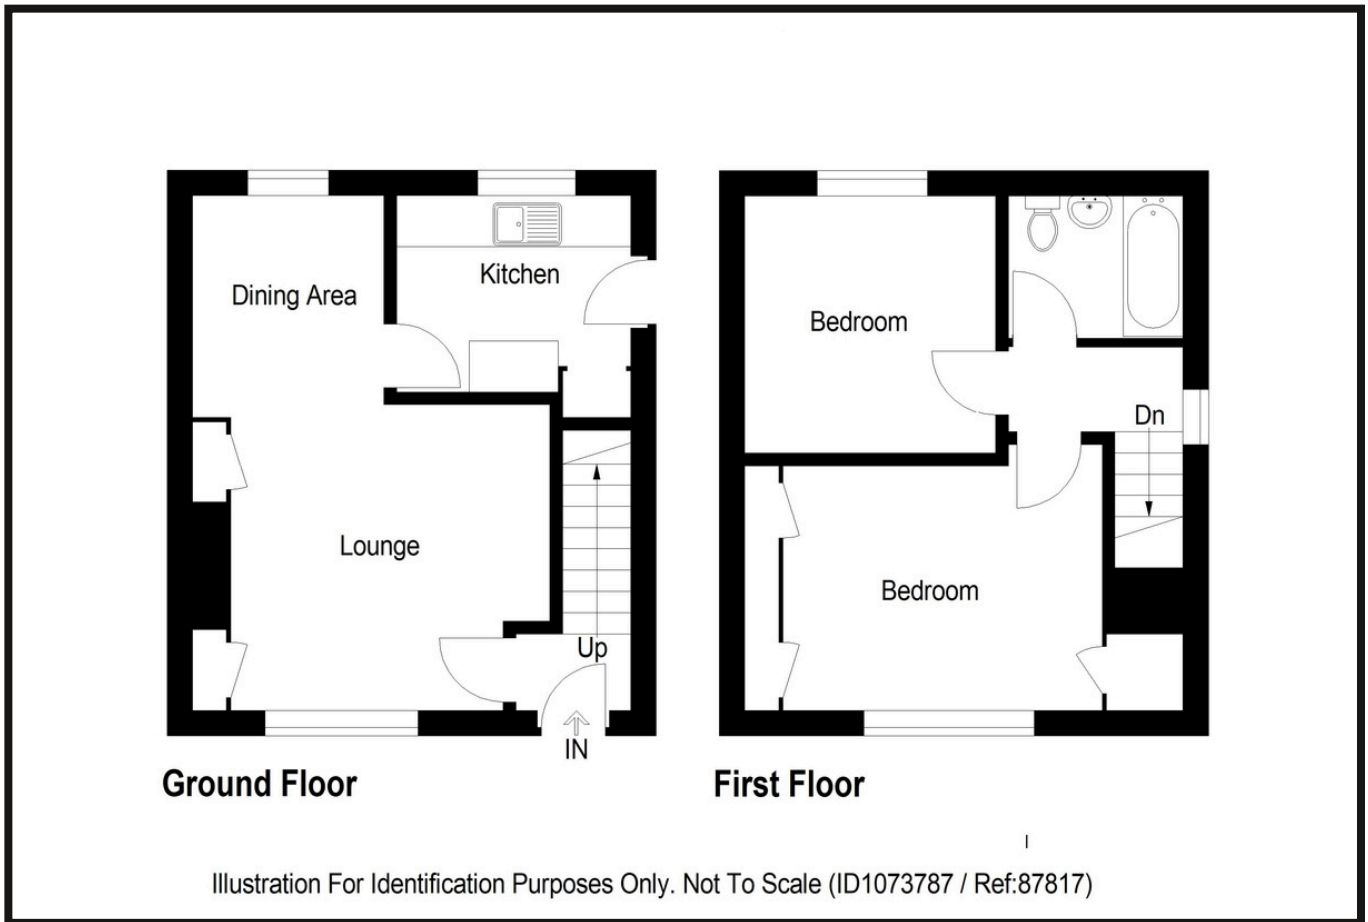 Dining Area
Kitchen
Lounge
Up
IN
Ground Floor
Bedroom
Dn
Bedroom
First Floor
Illustration For Identification Purposes Only. Not To Scale (ID1073787 / Ref:87817)